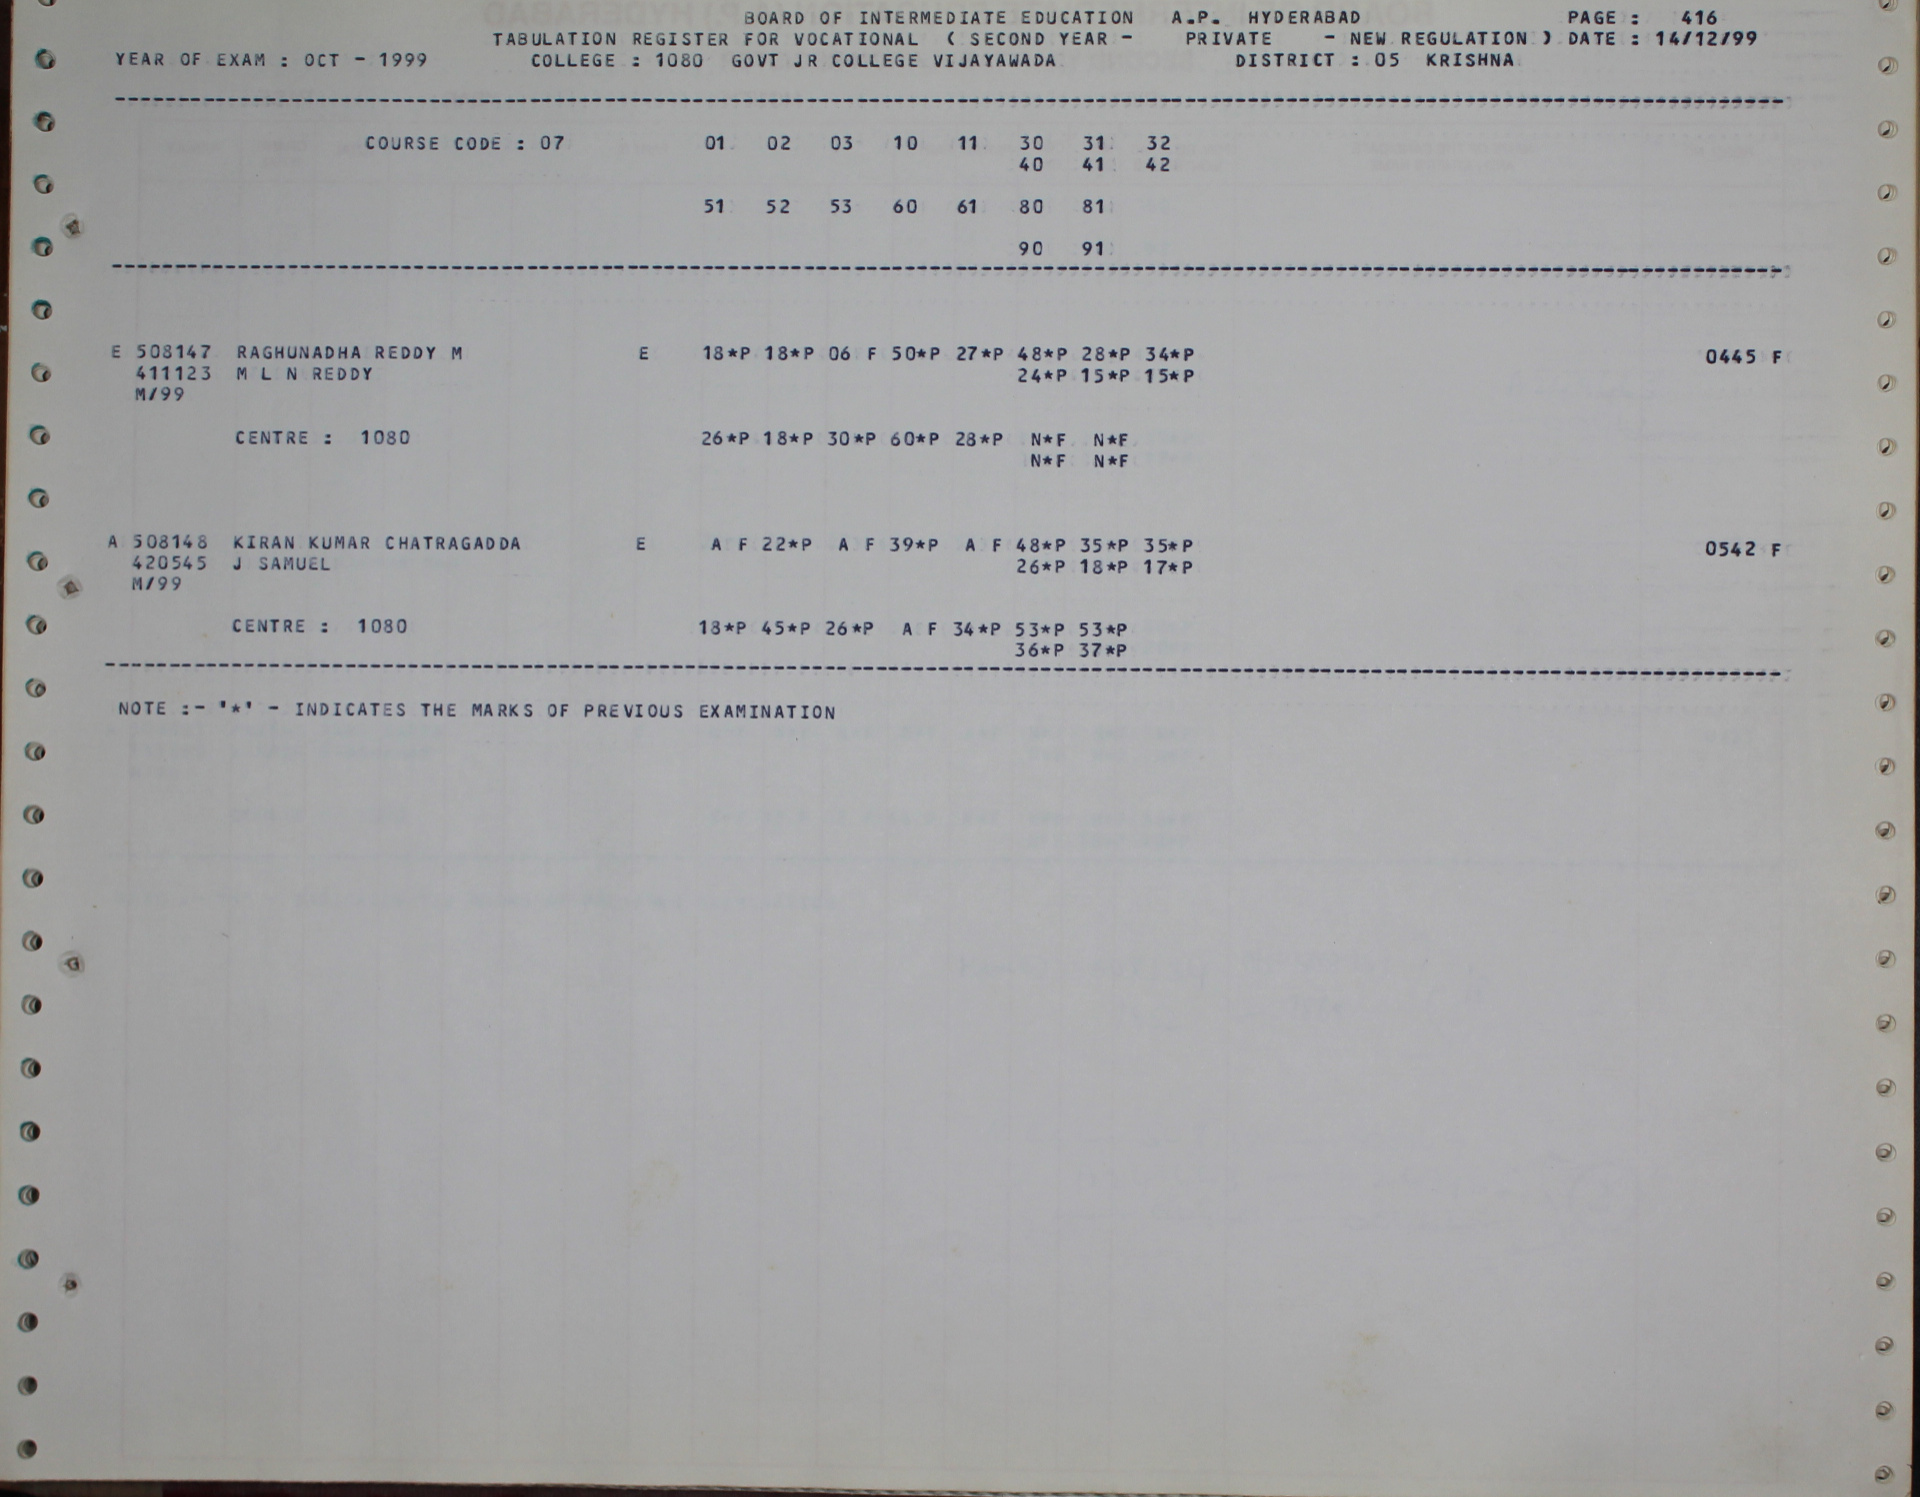 BOARD OF INTERMEDIATE EDUCATION A.P. HYDERABAD PAGE : 416
TABULATION REGISTER FOR VOCATIONAL ( SECOND YEAR - PRIVATE - NEW REGULATION ) DATE : 14/12/99
YEAR OF EXAM : OCT - 1999 COLLEGE : 1080 GOVT JR COLLEGE VIJAYAWADA DISTRICT : 05 KRISHNA
COURSE CODE : 07 01 02 03 10 11 30 31 32
40 41 42
51 52 53 60 61 80 81
90 91
E 508147 RAGHUNADHA REDDY M E 18*P 18*P 06 F 50*P 27*P 48*P 28*P 34*P 0445 F
411123 M L N REDDY 24*P 15*P 15*P
M/99
CENTRE : 1080 26*P 18*P 30*P 60*P 28*P N*F N*F
N*F N*F
A 508148 KIRAN KUMAR CHATRAGADDA E A F 22*P A F 39*P A F 48*P 35*P 35*P 0542 F
420545 J SAMUEL 26*P 18*P 17*P
M/99
CENTRE : 1080 18*P 45*P 26*P A F 34*P 53*P 53*P
36*P 37*P
NOTE :- '*' - INDICATES THE MARKS OF PREVIOUS EXAMINATION